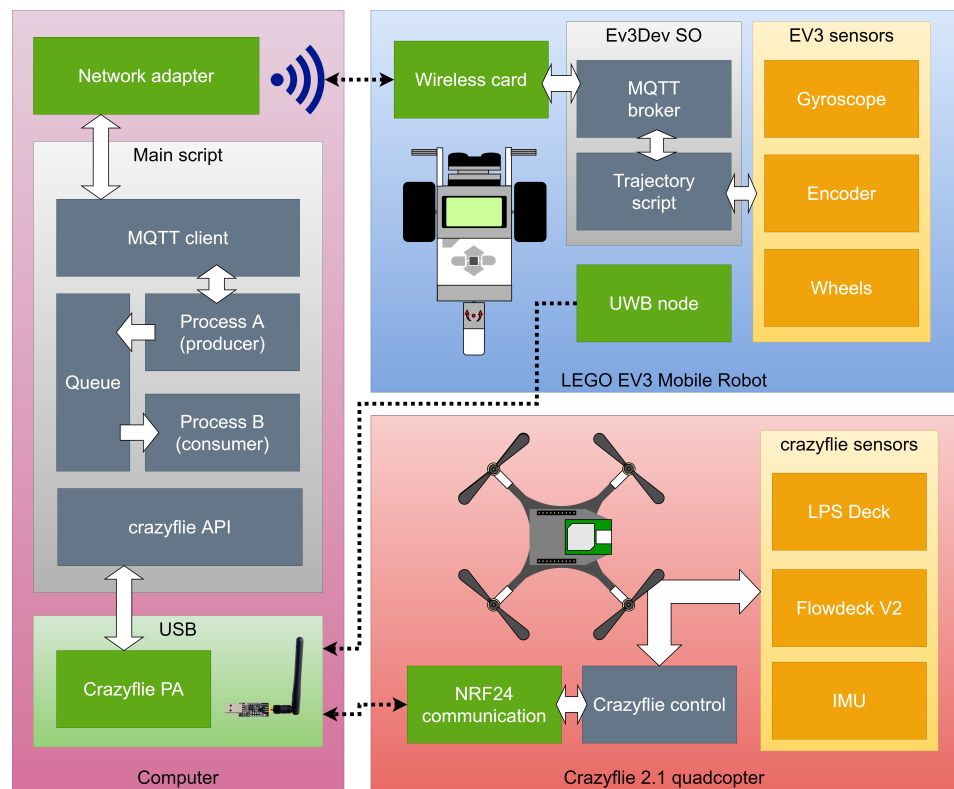 Network adapter
Main script
MQTT client
Process A
(producer)
Queue
Process B
(consumer)
crazyflie API
USB
Crazyflie PA
Computer
Wireless card
Ev3Dev SO
MQTT
broker
Trajectory
script
EV3 sensors
Gyroscope
Encoder
Wheels
UWB node
LEGO EV3 Mobile Robot
crazyflie sensors
LPS Deck
Flowdeck V2
IMU
NRF24
communication
Crazyflie control
Crazyflie 2.1 quadcopter